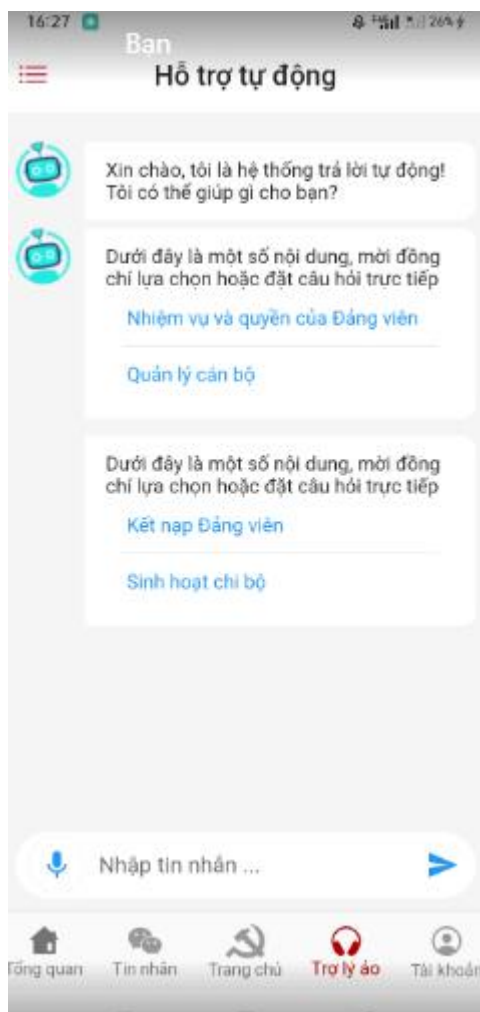 16:27
26%
Bạn
Hỗ trợ tự động
Xin chào, tôi là hệ thống trả lời tự động!
Tôi có thể giúp gì cho bạn?
Dưới đây là một số nội dung, mời đồng
chí lựa chọn hoặc đặt câu hỏi trực tiếp
Nhiệm vụ và quyền của Đảng viên
Quản lý cán bộ
Dưới đây là một số nội dung, mời đồng
chí lựa chọn hoặc đặt câu hỏi trực tiếp
Kết nạp Đảng viên
Sinh hoạt chi bộ
Nhập tin nhắn ...
Tổng quan Tin nhắn Trang chủ Trợ lý ảo Tài khoản